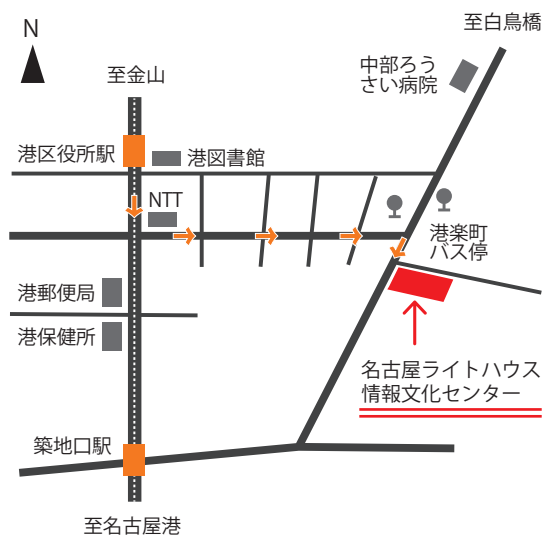 N
至白鳥橋
中部ろう
さい病院
至金山
港区役所駅
港図書館
NTT
港楽町
バス停
港郵便局
港保健所
名古屋ライトハウス
情報文化センター
築地口駅
至名古屋港